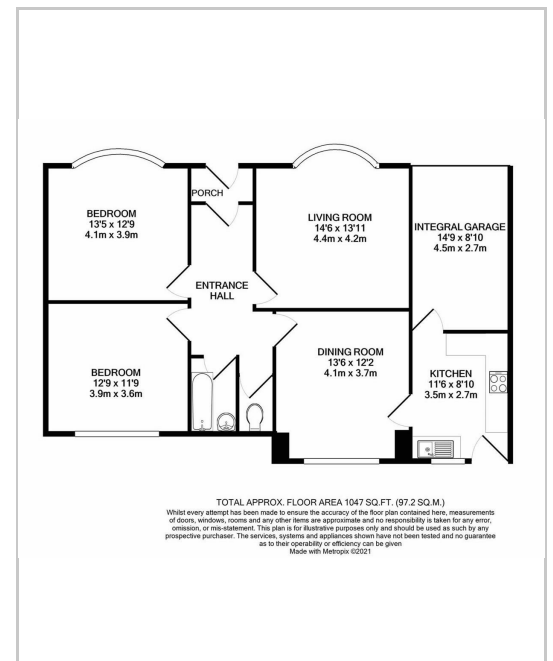 BEDROOM
13'5 x 12'9
4.1m x 3.9m
PORCH
LIVING ROOM
14'6 x 13'11
4.4m x 4.2m
INTEGRAL GARAGE
14'9 x 8'10
4.5m x 2.7m
ENTRANCE
HALL
BEDROOM
12'9 x 11'9
3.9m x 3.6m
DINING ROOM
13'6 x 12'2
4.1m x 3.7m
KITCHEN
11'6 x 8'10
3.5m x 2.7m
TOTAL APPROX. FLOOR AREA 1047 SQ.FT. (97.2 SQ.M.)
Whilst every attempt has been made to ensure the accuracy of the floor plan contained here, measurements
of doors, windows, rooms and any other items are approximate and no responsibility is taken for any error,
omission, or mis-statement. This plan is for illustrative purposes only and should be used as such by any
prospective purchaser. The services, systems and appliances shown have not been tested and no guarantee
as to their operability or efficiency can be given
Made with Metropix ©2021